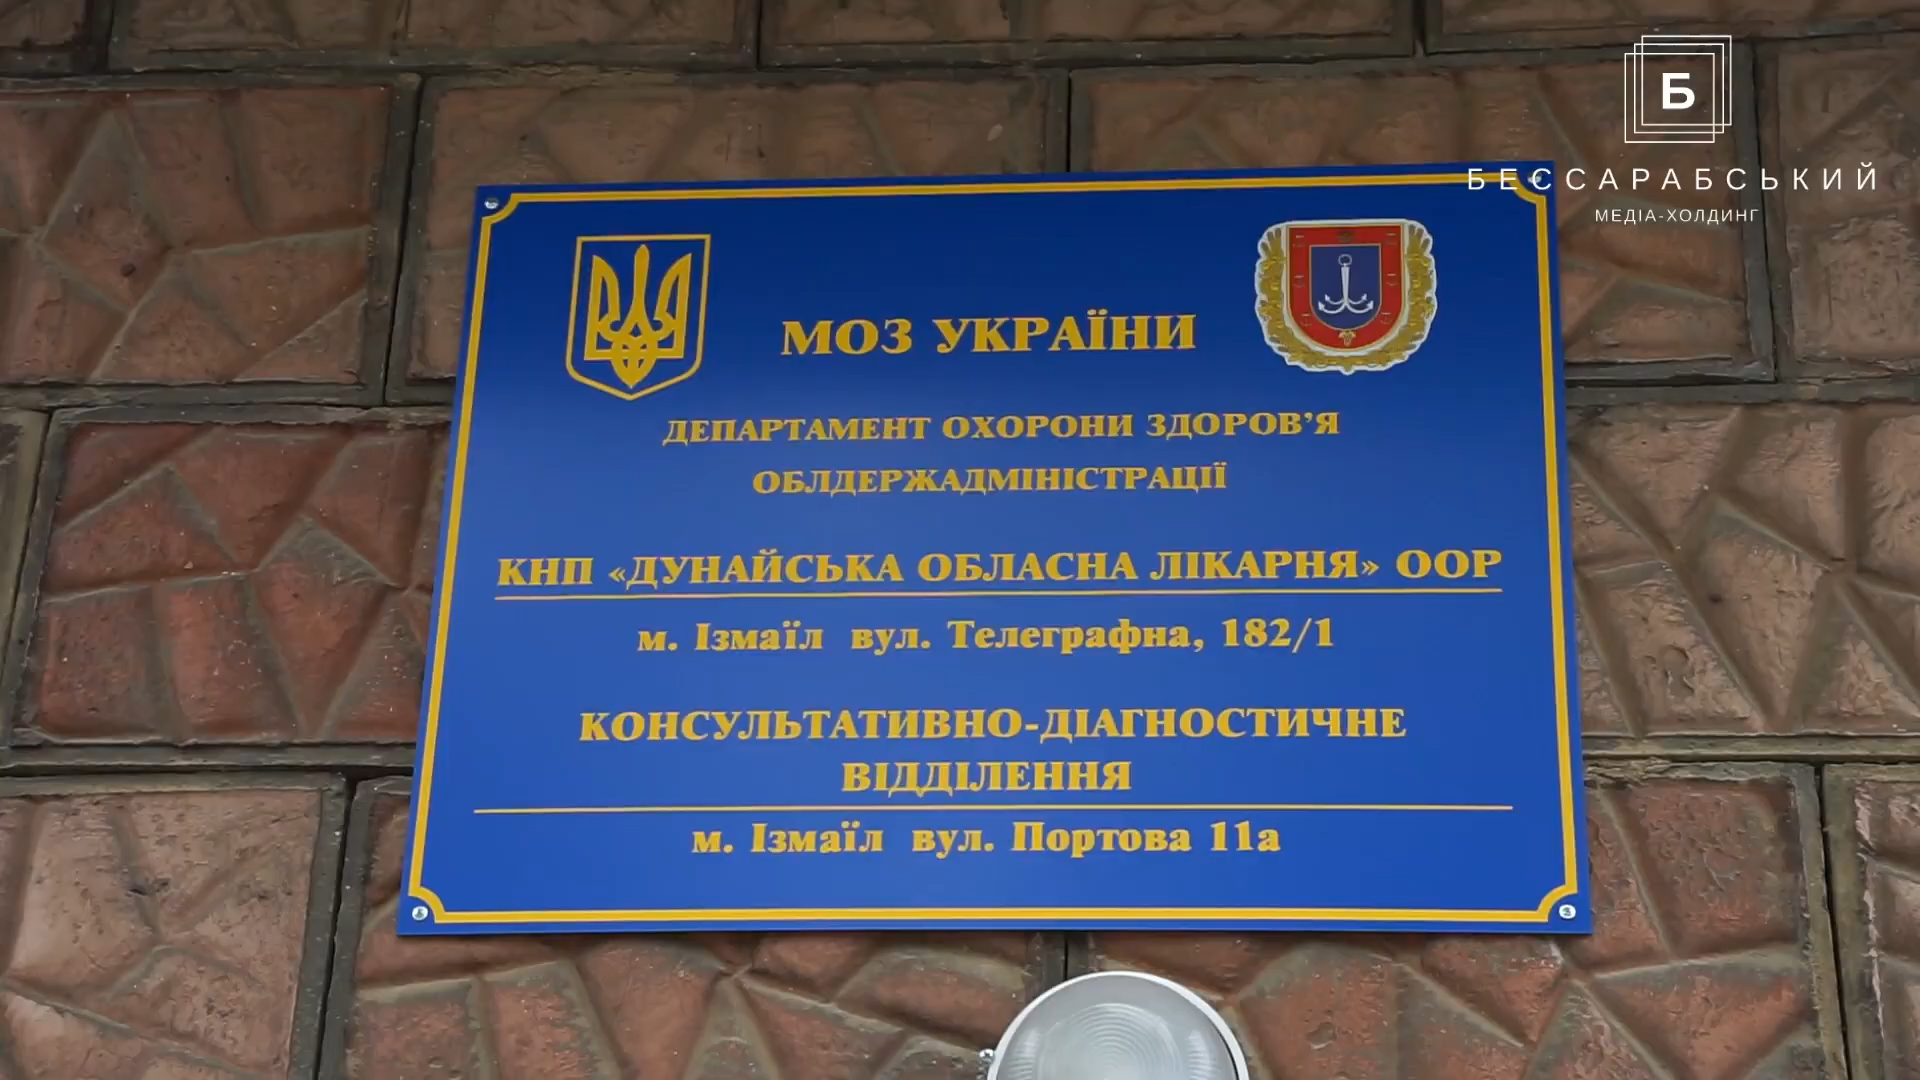 Б
БЕССАРАБСЬКИЙ
МЕДІА-ХОЛДИНГ
МОЗ УКРАЇНИ
ДЕПАРТАМЕНТ ОХОРОНИ ЗДОРОВ’Я
ОБЛДЕРЖАДМІНІСТРАЦІЇ
КНП «ДУНАЙСЬКА ОБЛАСНА ЛІКАРНЯ» ООР
м. Ізмаїл вул. Телеграфна, 182/1
КОНСУЛЬТАТИВНО-ДІАГНОСТИЧНЕ
ВІДДІЛЕННЯ
м. Ізмаїл вул. Портова 11а